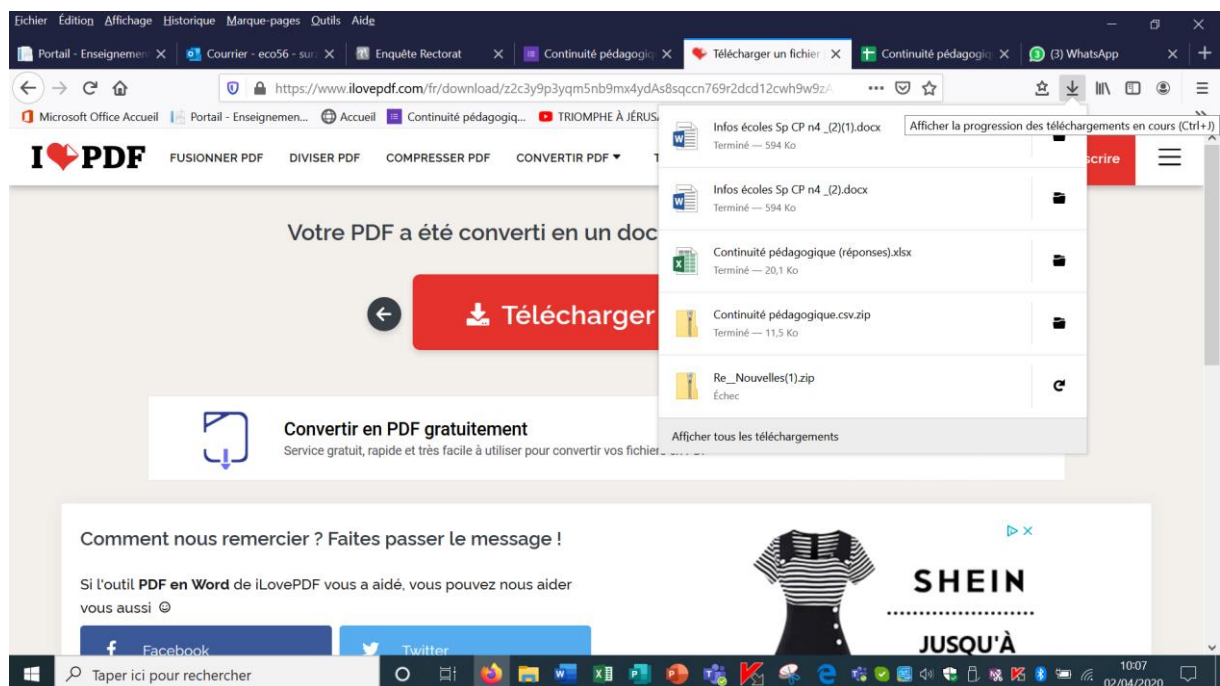 Fichier Édition Affichage Historique Marque-pages Outils Aide
Portail - Enseignemen
Courrier - eco56 - sur
Enquête Rectorat
Continuité pédagogiq
Télécharger un fichier
Continuité pédagogiq
(3) WhatsApp
https://www.ilovepdf.com/fr/download/z2c3y9p3yqm5nb9mx4ydAs8sqccn769r2dcd12cwh9w9zA
Microsoft Office Accueil
Portail - Enseignemen...
Accueil
Continuité pédagogiq...
TRIOMPHE À JÉRUSA
Afficher la progression des téléchargements en cours (Ctrl+J)
I PDF
FUSIONNER PDF
DIVISER PDF
COMPRESSER PDF
CONVERTIR PDF
T
scrire
Infos écoles Sp CP n4 _(2)(1).docx
Terminé — 594 Ko
Infos écoles Sp CP n4 _(2).docx
Terminé — 594 Ko
Continuité pédagogique (réponses).xlsx
Terminé — 20,1 Ko
Continuité pédagogique.csv.zip
Terminé — 11,5 Ko
Re__Nouvelles(1).zip
Échec
Afficher tous les téléchargements
Votre PDF a été converti en un doc
Télécharger
Convertir en PDF gratuitement
Service gratuit, rapide et très facile à utiliser pour convertir vos fichiers en PDF
Comment nous remercier ? Faites passer le message !
Si l'outil PDF en Word de iLovePDF vous a aidé, vous pouvez nous aider
vous aussi ☺
Facebook
Twitter
SHEIN
JUSQU'À
Taper ici pour rechercher
10:07
02/04/2020